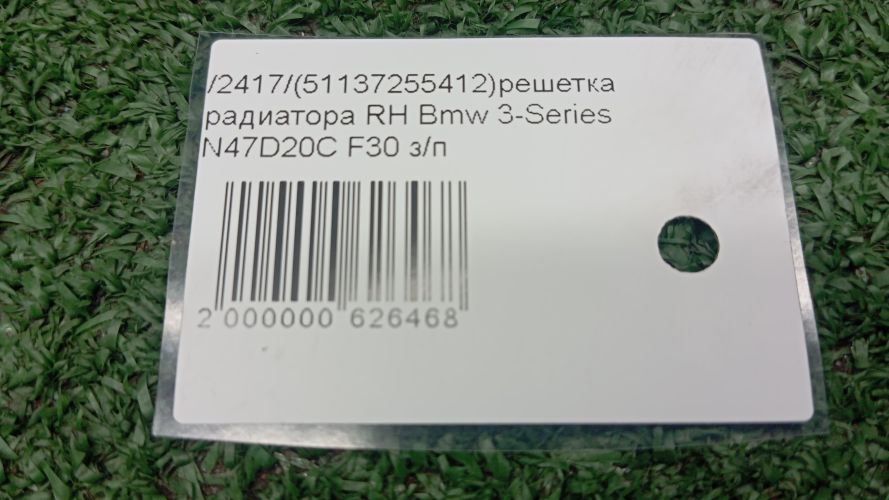 /2417/(51137255412)решетка
радиатора RH Bmw 3-Series
N47D20C F30 з/п
2 000000 626468